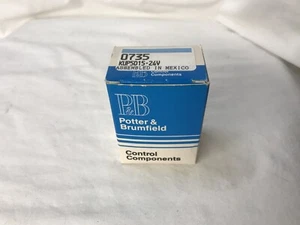 0735
KUP5D15-24V
ASSEMBLED IN MEXICO
Components
P&B
Potter &
Brumfield
Control
Components